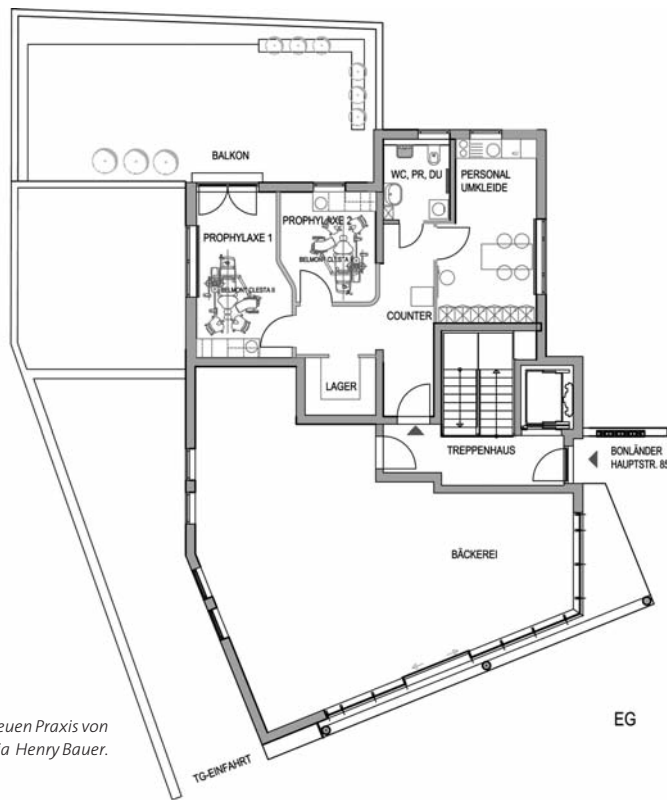 BALKON
WC, PR, DU
PERSONAL
UMKLEIDE
PROPHYLAXE 2
PROPHYLAXE 1
BELMONT CLESTA
BELMONT CLESTA II
COUNTER
LAGER
TREPPENHAUS
BONLÄNDER
HAUPTSTR. 85
BÄCKEREI
EG
euen Praxis von
a Henry Bauer.
TG-EINFAHRT